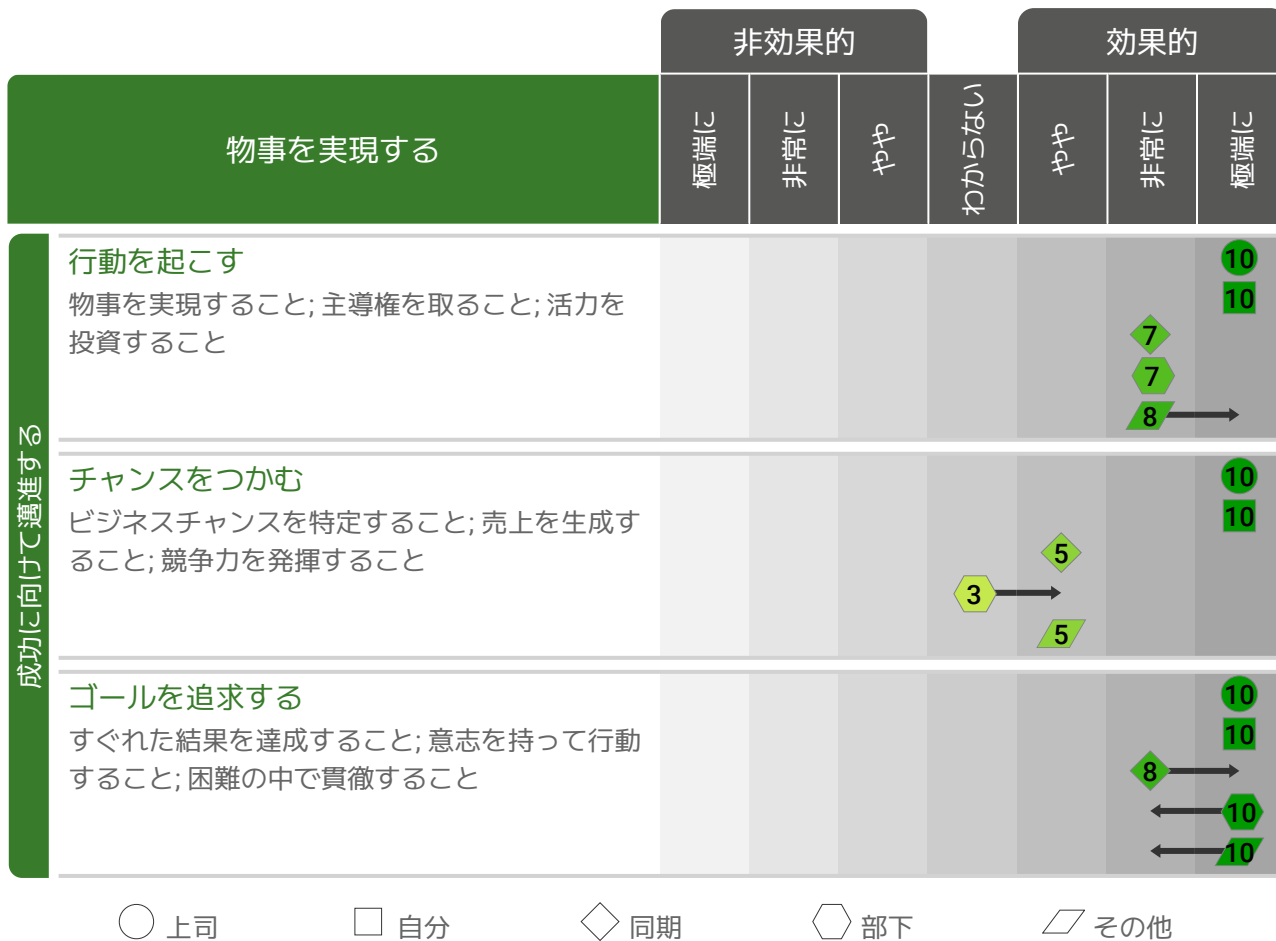 非効果的
効果的
物事を実現する
極端に
非常に
やや
わからない
やや
非常に
極端に
成功に向けて邁進する
行動を起こす
物事を実現すること; 主導権を取ること; 活力を
投資すること
10
10
7
7
8
チャンスをつかむ
ビジネスチャンスを特定すること; 売上を生成す
ること; 競争力を発揮すること
10
10
5
3
5
ゴールを追求する
すぐれた結果を達成すること; 意志を持って行動
すること; 困難の中で貫徹すること
10
10
8
10
10
上司
自分
同期
部下
その他